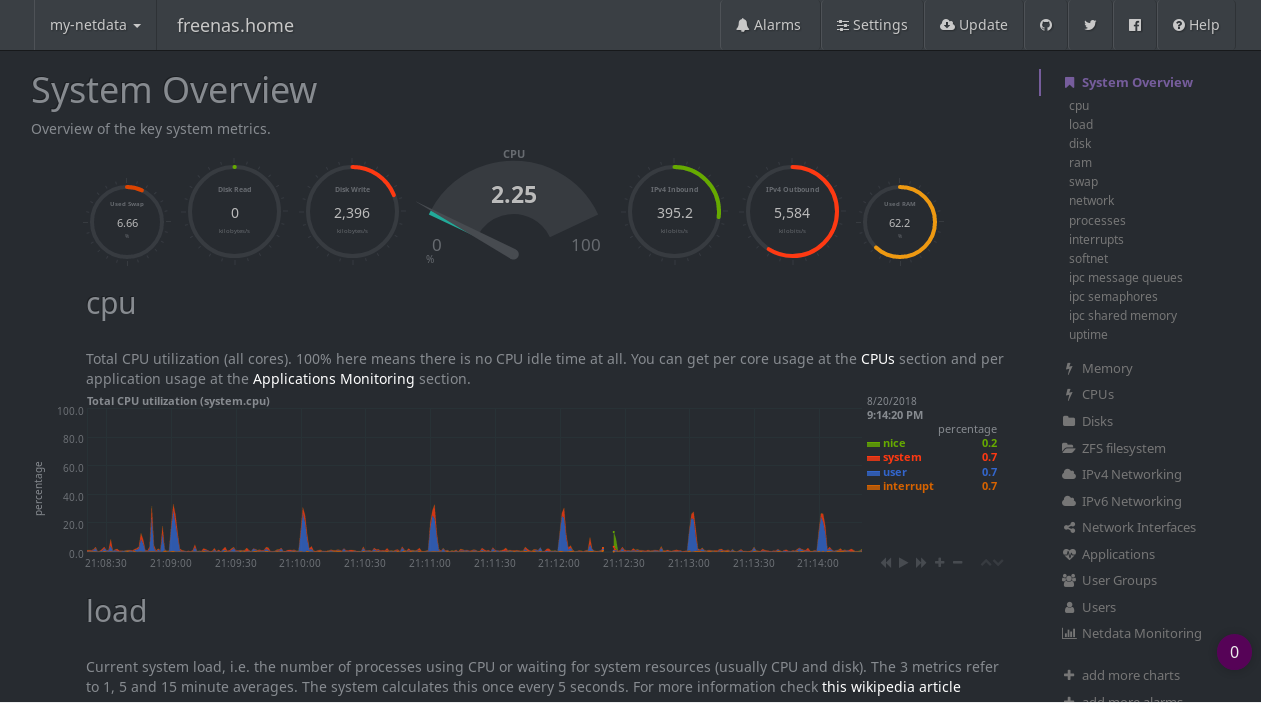 my-netdata
freenas.home
Alarms
Settings
Update
Help
System Overview
Overview of the key system metrics.
Used Swap
6.66
%
Disk Read
0
kilobytes/s
Disk Write
2,396
kilobytes/s
CPU
2.25
0
100
%
IPv4 Inbound
395.2
kilobits/s
IPv4 Outbound
5,584
kilobits/s
Used RAM
62.2
%
cpu
Total CPU utilization (all cores). 100% here means there is no CPU idle time at all. You can get per core usage at the CPUs section and per
application usage at the Applications Monitoring section.
Total CPU utilization (system.cpu)
percentage
100.0
80.0
60.0
40.0
20.0
0.0
21:08:30
21:09:00
21:09:30
21:10:00
21:10:30
21:11:00
21:11:30
21:12:00
21:12:30
21:13:00
21:13:30
21:14:00
8/20/2018
9:14:20 PM
percentage
nice 0.2
system 0.7
user 0.7
interrupt 0.7
load
Current system load, i.e. the number of processes using CPU or waiting for system resources (usually CPU and disk). The 3 metrics refer
to 1, 5 and 15 minute averages. The system calculates this once every 5 seconds. For more information check this wikipedia article
System Overview
cpu
load
disk
ram
swap
network
processes
interrupts
softnet
ipc message queues
ipc semaphores
ipc shared memory
uptime
Memory
CPUs
Disks
ZFS filesystem
IPv4 Networking
IPv6 Networking
Network Interfaces
Applications
User Groups
Users
Netdata Monitoring
0
add more charts
add more alarms